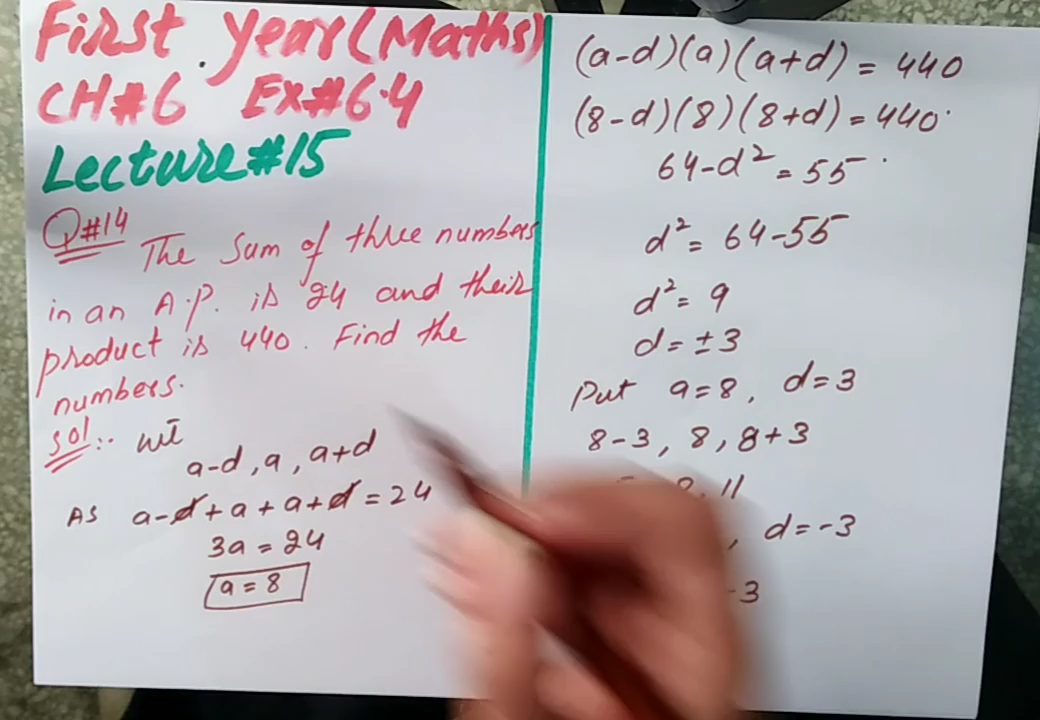 First year (Maths)
CH#6 Ex#6.4
Lecture#15
Q#14 The Sum of three numbers
in an A.P. is 24 and their
product is 440. Find the
numbers.
Sol:-
a-d, a, a+d
As a-d+a+a+d=24
3a=24
a=8
(a-d)(a)(a+d)=440
(8-d)(8)(8+d)=440
64-d²=55
d²=64-55
d²=9
d=±3
Put a=8, d=3
8-3, 8, 8+3
8, 11
, d=-3
-3